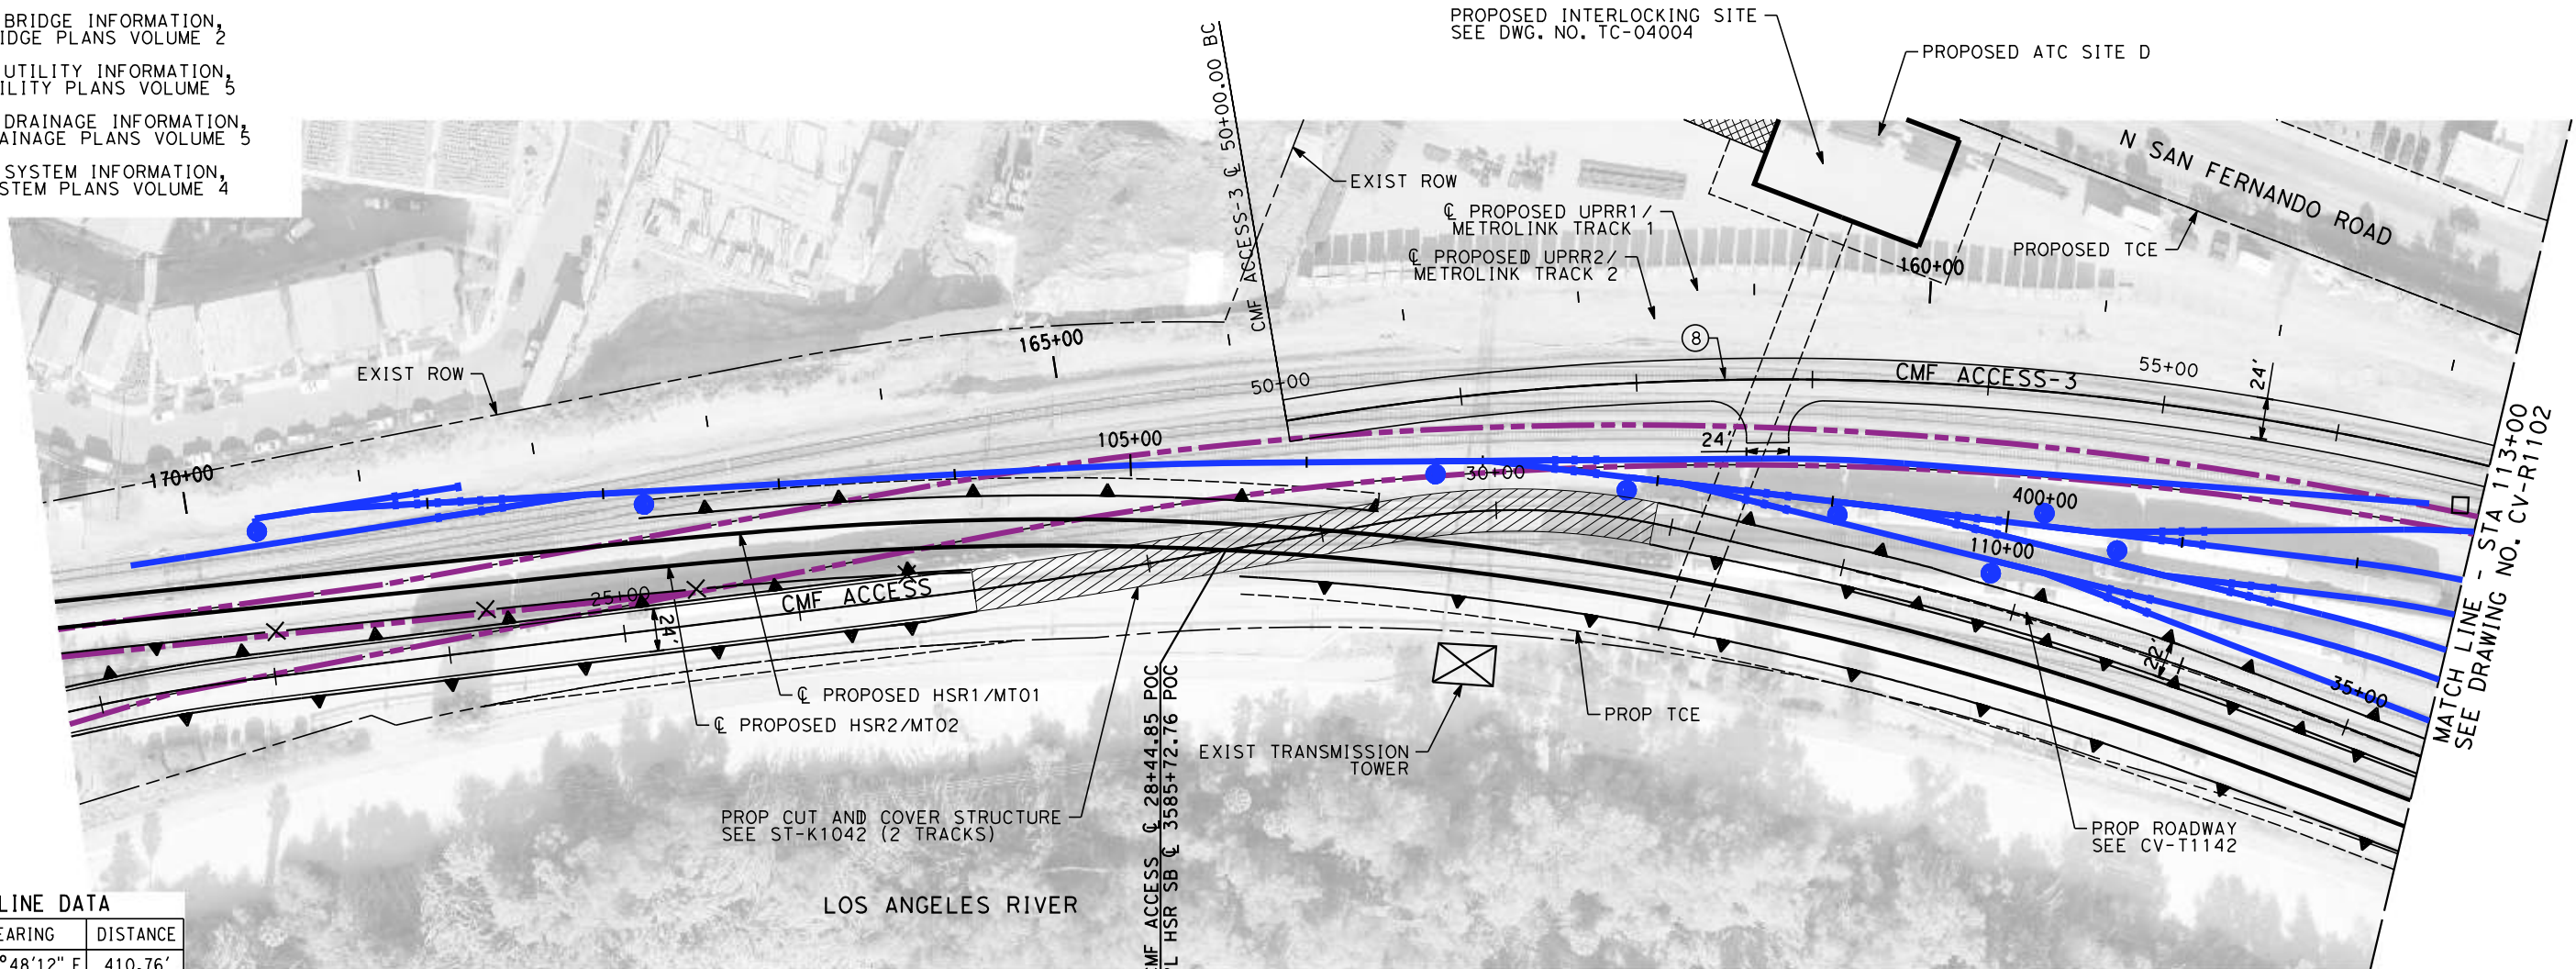 BRIDGE INFORMATION,
IDGE PLANS VOLUME 2
UTILITY INFORMATION,
ILITY PLANS VOLUME 5
DRAINAGE INFORMATION,
AINAGE PLANS VOLUME 5
SYSTEM INFORMATION,
STEM PLANS VOLUME 4
PROPOSED INTERLOCKING SITE
SEE DWG. NO. TC-04004
PROPOSED ATC SITE D
CMF ACCESS-3 ℄ 50+00.00 BC
EXIST ROW
N SAN FERNANDO ROAD
℄ PROPOSED UPRR1/
METROLINK TRACK 1
℄ PROPOSED UPRR2/
METROLINK TRACK 2
PROPOSED TCE
160+00
165+00
8
EXIST ROW
50+00
CMF ACCESS-3
55+00
24'
170+00
105+00
24'
30+00
400+00
110+00
MATCH LINE - STA 113+00
SEE DRAWING NO. CV-R1102
25+00
CMF ACCESS
24'
22'
35+00
℄ PROPOSED HSR1/MT01
℄ PROPOSED HSR2/MT02
PROP TCE
EXIST TRANSMISSION
TOWER
CMF ACCESS ℄ 28+44.85 POC
PL HSR SB ℄ 3585+72.76 POC
PROP CUT AND COVER STRUCTURE
SEE ST-K1042 (2 TRACKS)
PROP ROADWAY
SEE CV-T1142
LOS ANGELES RIVER
LINE DATA
EARING DISTANCE
°48'12" E 410.76'